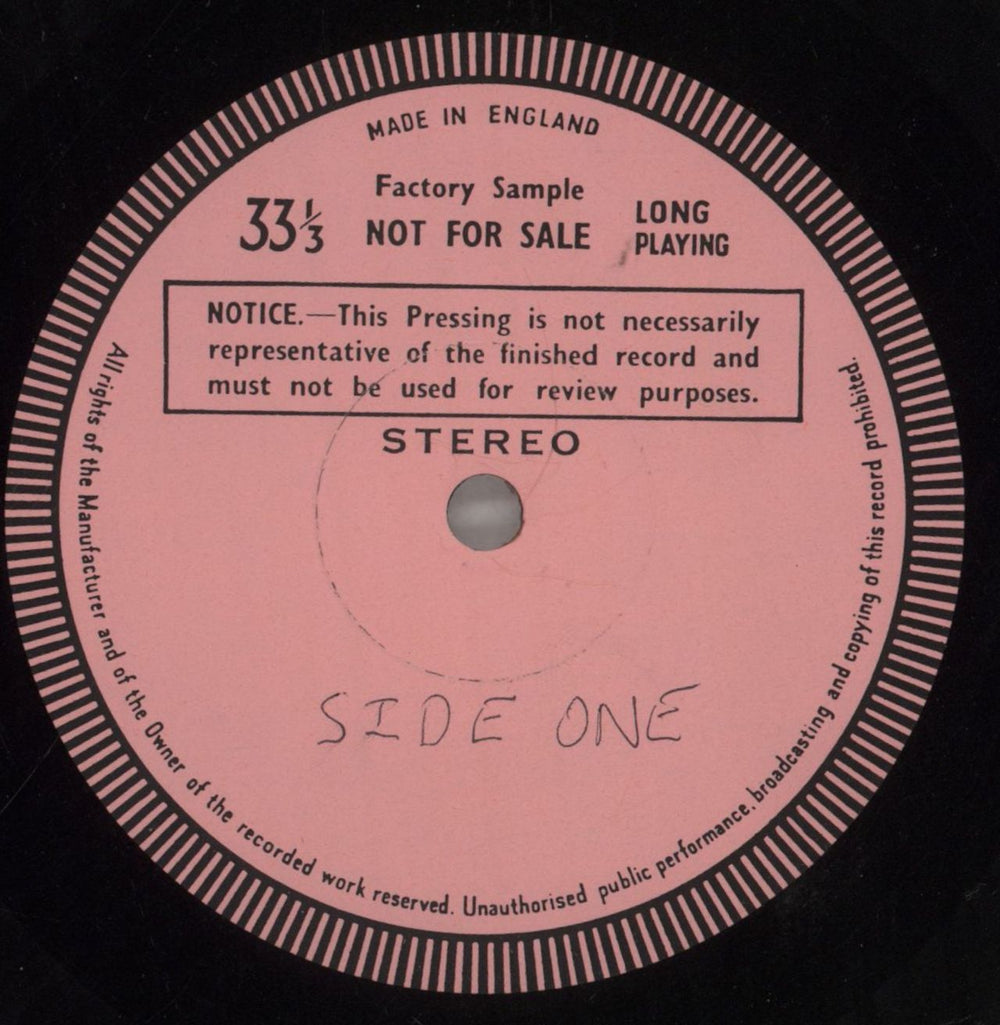 MADE IN ENGLAND
Factory Sample
33⅓ NOT FOR SALE
LONG
PLAYING
NOTICE.—This Pressing is not necessarily
representative of the finished record and
must not be used for review purposes.
STEREO
SIDE ONE
All rights of the Manufacturer and of the Owner of the recorded work reserved. Unauthorised public performance, broadcasting and copying of this record prohibited.